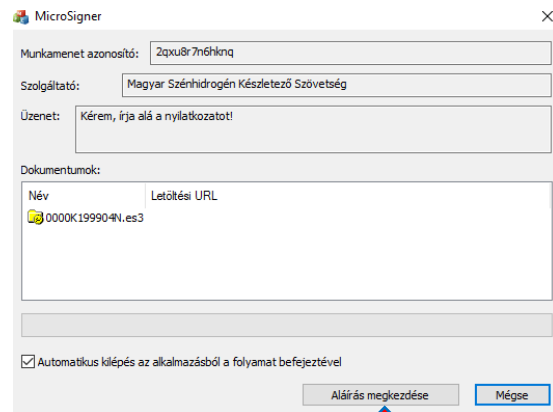 MicroSigner
Munkamenet azonosító: 2qxu8r7n6hknq
Szolgáltató: Magyar Szénhidrogén Készletező Szövetség
Üzenet: Kérem, írja alá a nyilatkozatot!
Dokumentumok:
Név Letöltési URL
0000K199904N.es3
Automatikus kilépés az alkalmazásból a folyamat befejeztével
Aláírás megkezdése Mégse